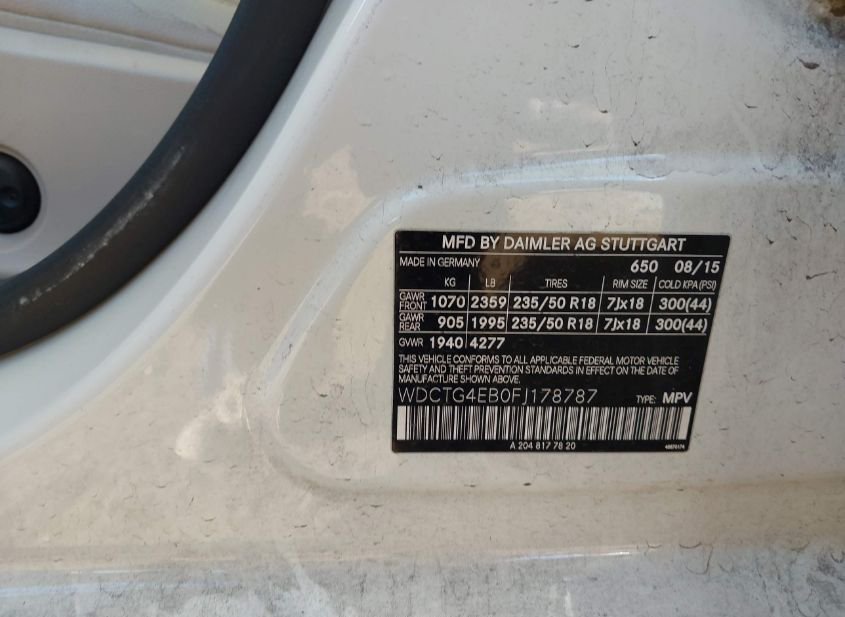 MFD BY DAIMLER AG STUTTGART
MADE IN GERMANY 650 08/15
KG LB TIRES RIM SIZE COLD KPA(PSI)
GAWR FRONT 1070 2359 235/50 R18 7Jx18 300(44)
GAWR REAR 905 1995 235/50 R18 7Jx18 300(44)
GVWR 1940 4277
THIS VEHICLE CONFORMS TO ALL APPLICABLE FEDERAL MOTOR VEHICLE
SAFETY AND THEFT PREVENTION STANDARDS IN EFFECT ON THE DATE OF
MANUFACTURE SHOWN ABOVE.
WDCTG4EB0FJ178787 TYPE: MPV
A 204 817 78 20